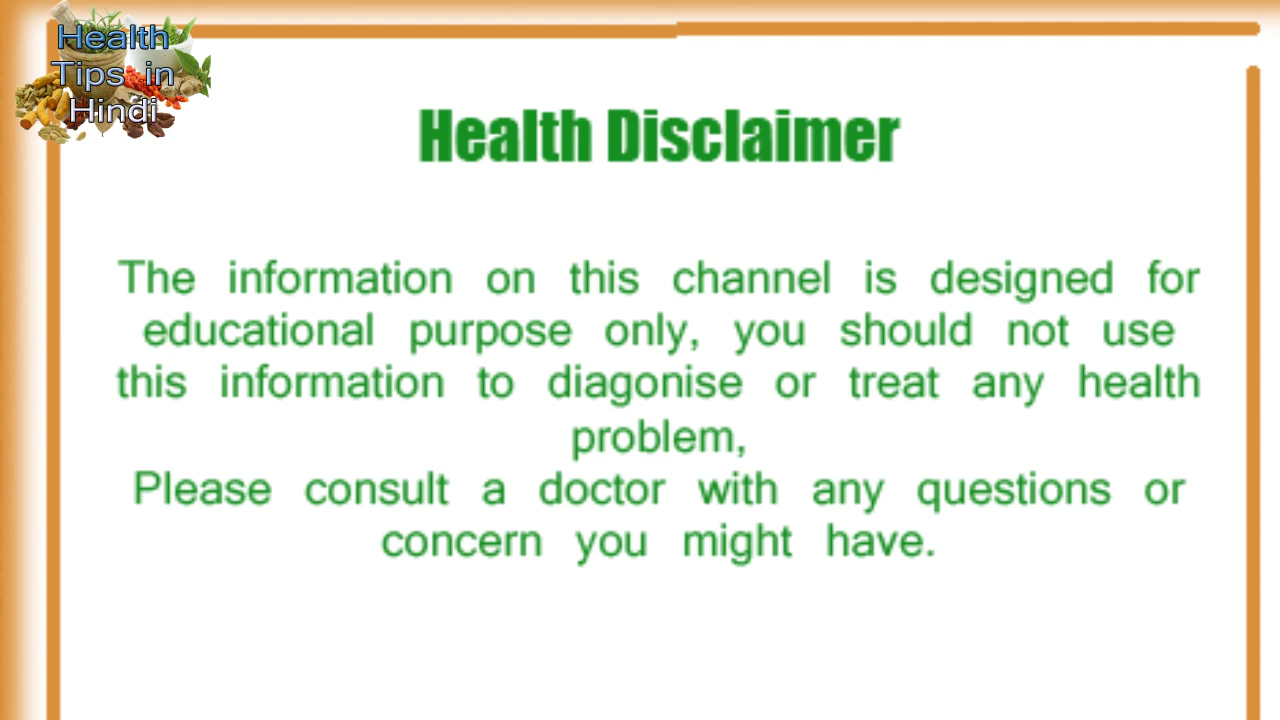 Health
Tips in
Hindi
Health Disclaimer
The information on this channel is designed for
educational purpose only, you should not use
this information to diagonise or treat any health
problem,
Please consult a doctor with any questions or
concern you might have.